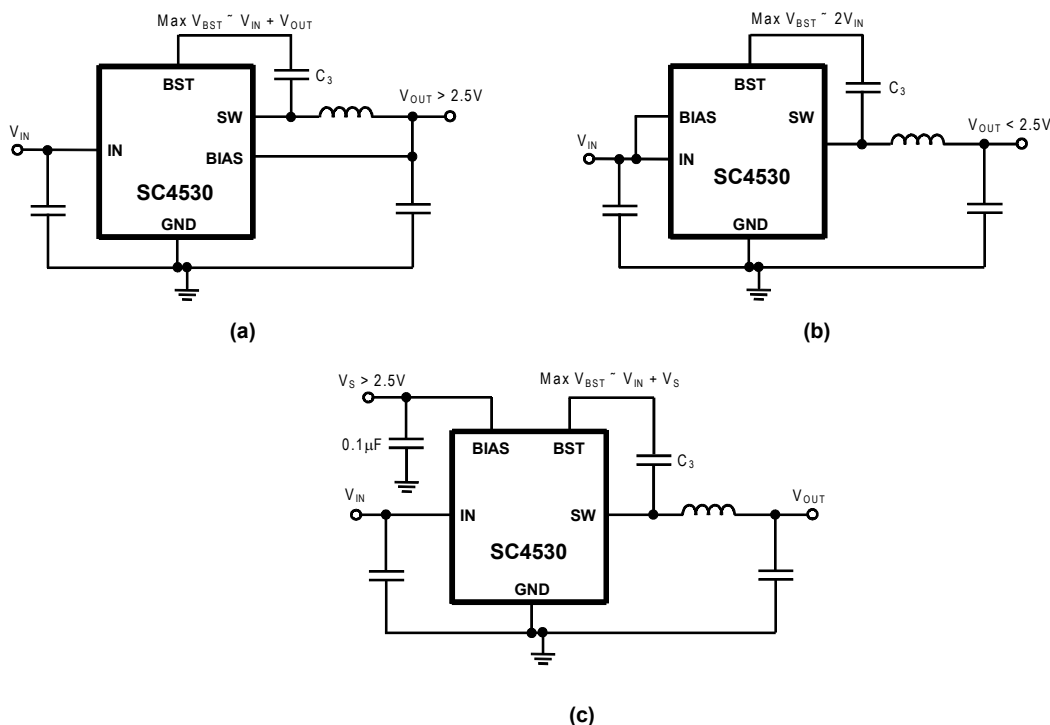 Max V_BST ~ V_IN + V_OUT
BST
C_3
SW
V_OUT > 2.5V
V_IN
IN
BIAS
SC4530
GND
(a)
Max V_BST ~ 2V_IN
BST
C_3
BIAS
SW
V_OUT < 2.5V
V_IN
IN
SC4530
GND
(b)
V_S > 2.5V
Max V_BST ~ V_IN + V_S
0.1µF
BIAS
BST
C_3
V_IN
IN
SW
V_OUT
SC4530
GND
(c)